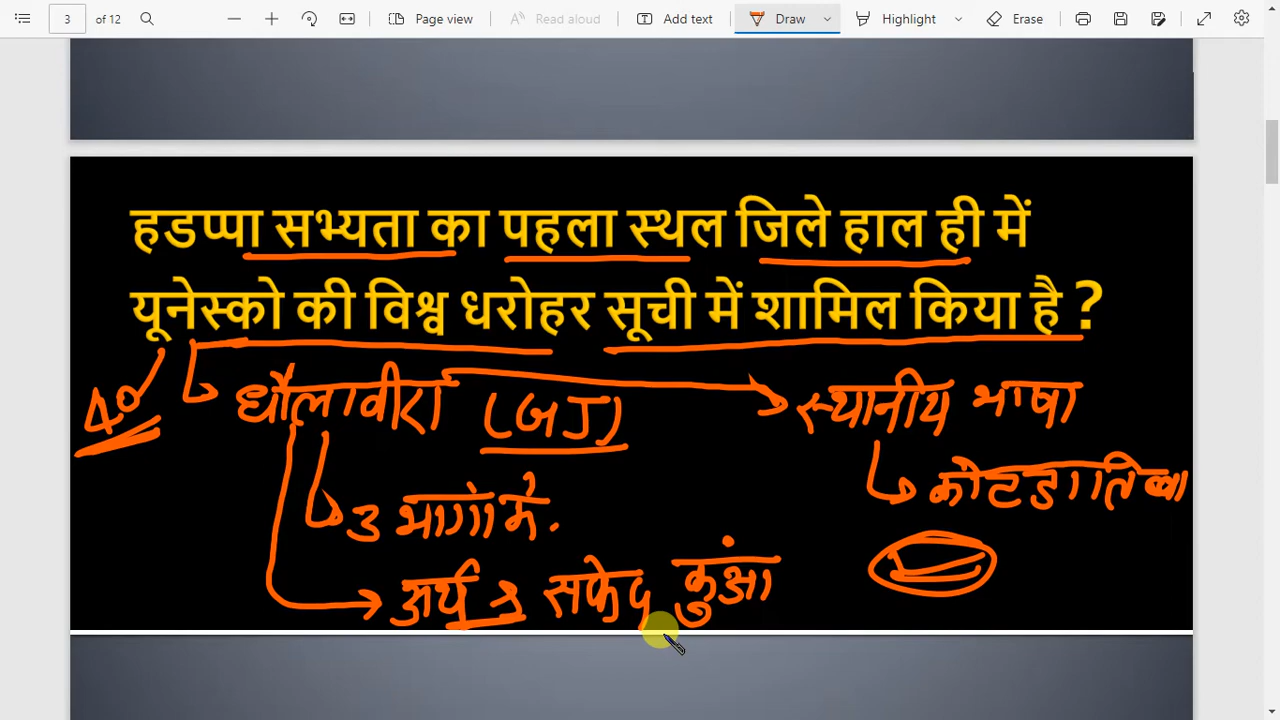 3 of 12 Page view Read aloud Add text Draw Highlight Erase
हडप्पा सभ्यता का पहला स्थल जिले हाल ही में
यूनेस्को की विश्व धरोहर सूची में शामिल किया है ?
40 धौलावीरा (GJ) स्थानीय भाषा
3 भागों में.
अर्थ सफेद कुंआ